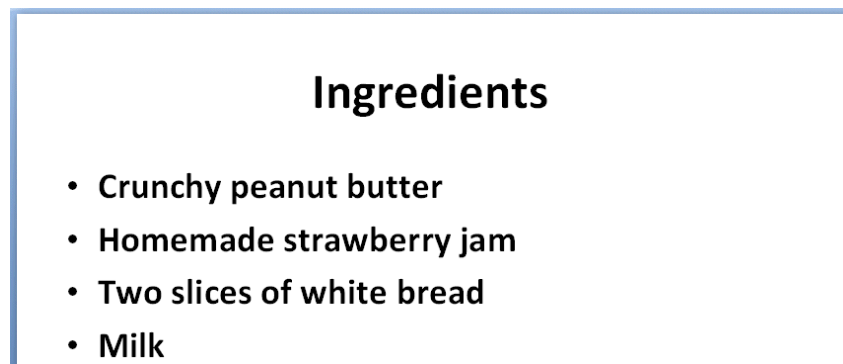 Ingredients
• Crunchy peanut butter
• Homemade strawberry jam
• Two slices of white bread
• Milk